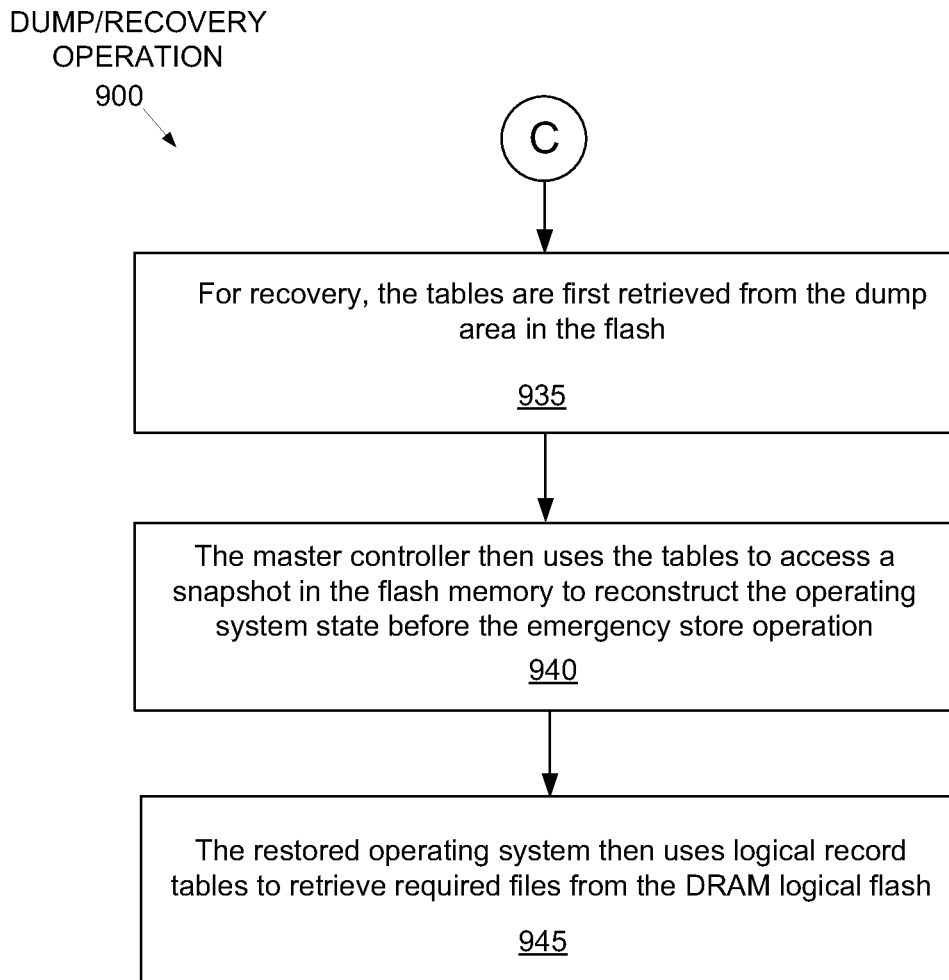 DUMP/RECOVERY
OPERATION
900
C
For recovery, the tables are first retrieved from the dump
area in the flash
935
The master controller then uses the tables to access a
snapshot in the flash memory to reconstruct the operating
system state before the emergency store operation
940
The restored operating system then uses logical record
tables to retrieve required files from the DRAM logical flash
945